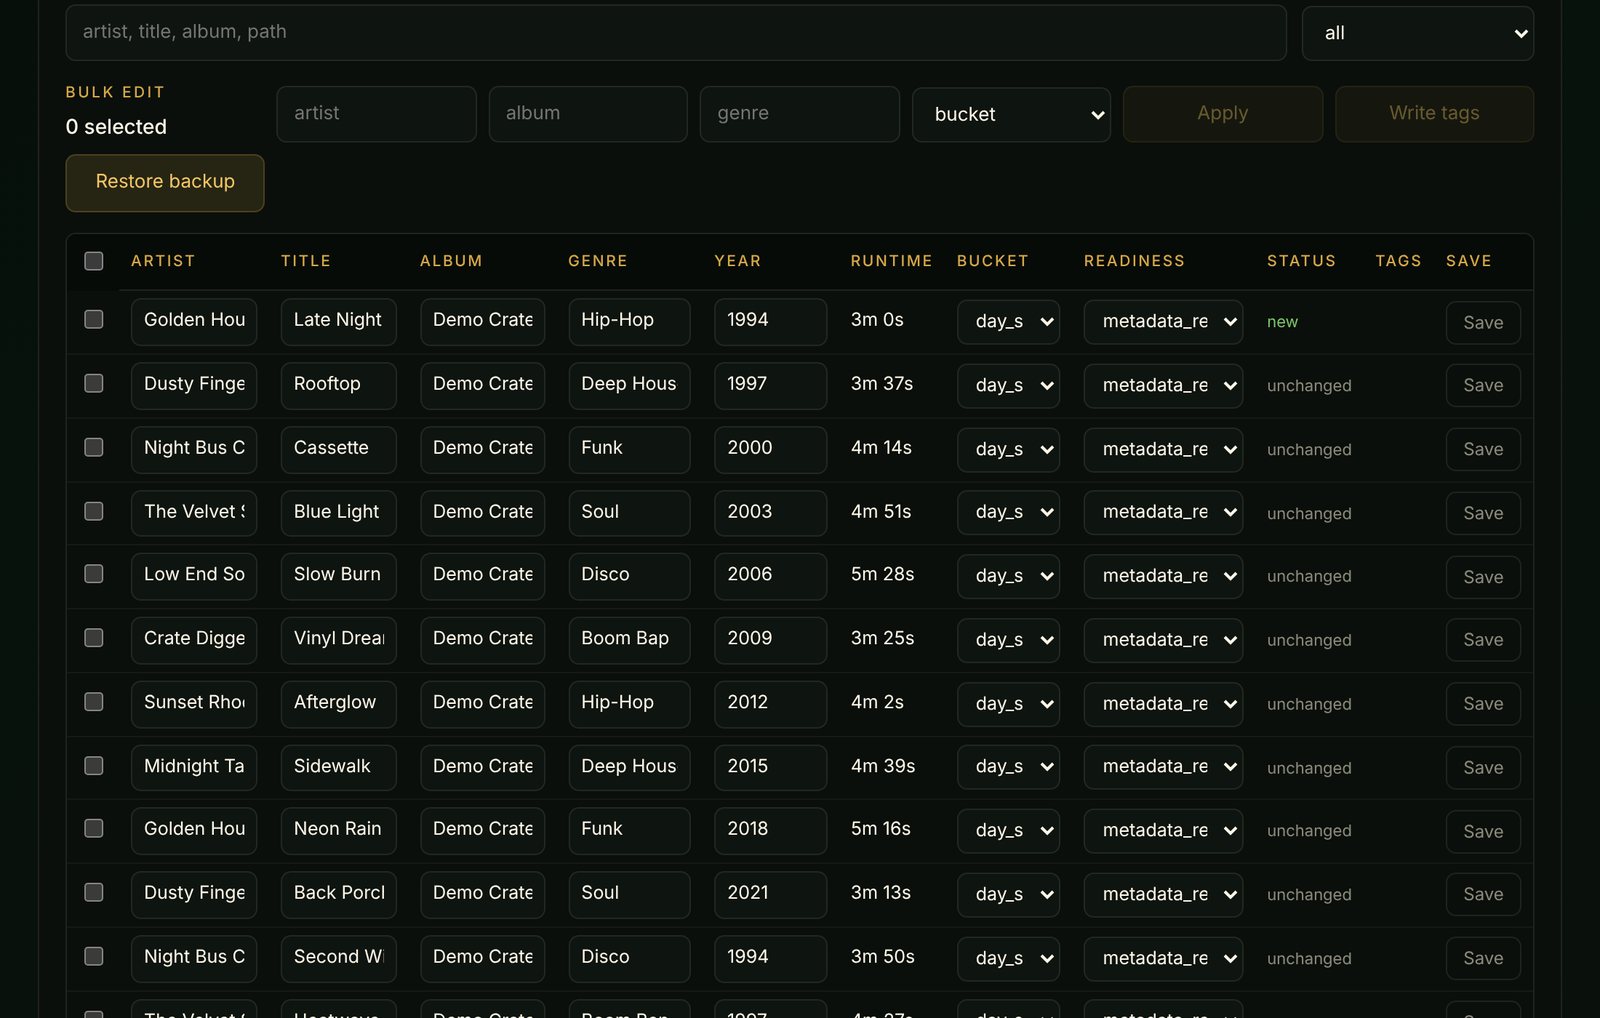 artist, title, album, path all
BULK EDIT
0 selected
artist album genre bucket Apply Write tags
Restore backup
ARTIST TITLE ALBUM GENRE YEAR RUNTIME BUCKET READINESS STATUS TAGS SAVE
Golden Hou Late Night Demo Crate Hip-Hop 1994 3m 0s day_s metadata_re new Save
Dusty Finge Rooftop Demo Crate Deep Hous 1997 3m 37s day_s metadata_re unchanged Save
Night Bus C Cassette Demo Crate Funk 2000 4m 14s day_s metadata_re unchanged Save
The Velvet Blue Light Demo Crate Soul 2003 4m 51s day_s metadata_re unchanged Save
Low End So Slow Burn Demo Crate Disco 2006 5m 28s day_s metadata_re unchanged Save
Crate Digge Vinyl Drea Demo Crate Boom Bap 2009 3m 25s day_s metadata_re unchanged Save
Sunset Rho Afterglow Demo Crate Hip-Hop 2012 4m 2s day_s metadata_re unchanged Save
Midnight Ta Sidewalk Demo Crate Deep Hous 2015 4m 39s day_s metadata_re unchanged Save
Golden Hou Neon Rain Demo Crate Funk 2018 5m 16s day_s metadata_re unchanged Save
Dusty Finge Back Porc Demo Crate Soul 2021 3m 13s day_s metadata_re unchanged Save
Night Bus C Second W Demo Crate Disco 1994 3m 50s day_s metadata_re unchanged Save